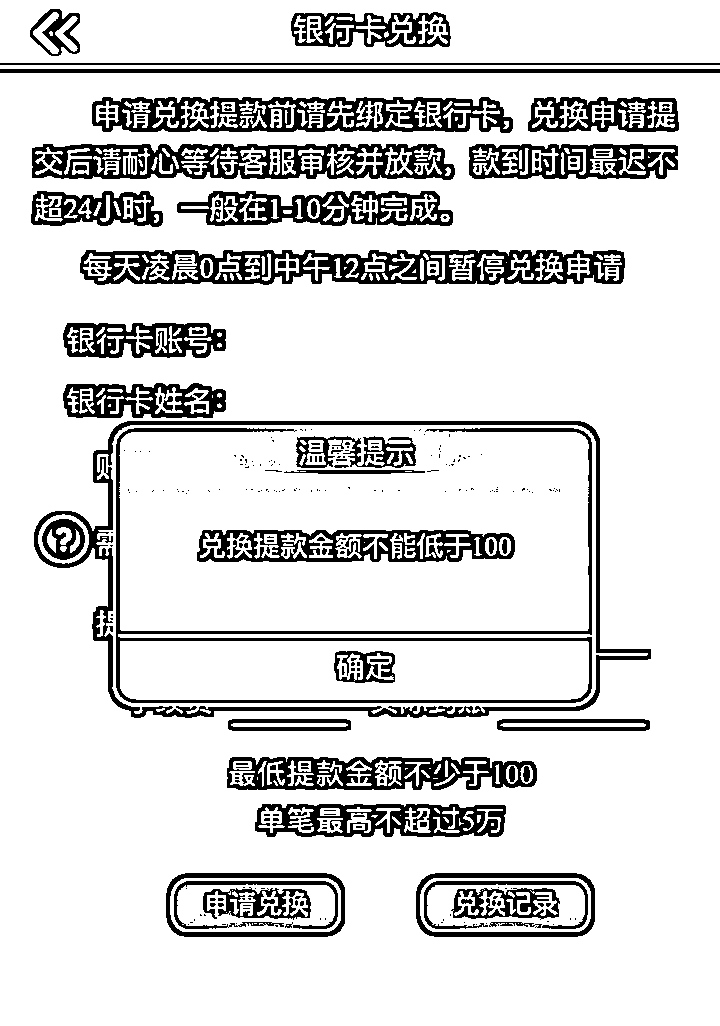 银行卡兑换
申请兑换提款前请先绑定银行卡，兑换申请提
交后请耐心等待客服审核并放款，款到时间最迟不
超24小时，一般在1-10分钟完成。
每天凌晨0点到中午12点之间暂停兑换申请
银行卡账号：
银行卡姓名：
温馨提示
兑换提款金额不能低于100
确定
最低提款金额不少于100
单笔最高不超过5万
申请兑换 兑换记录